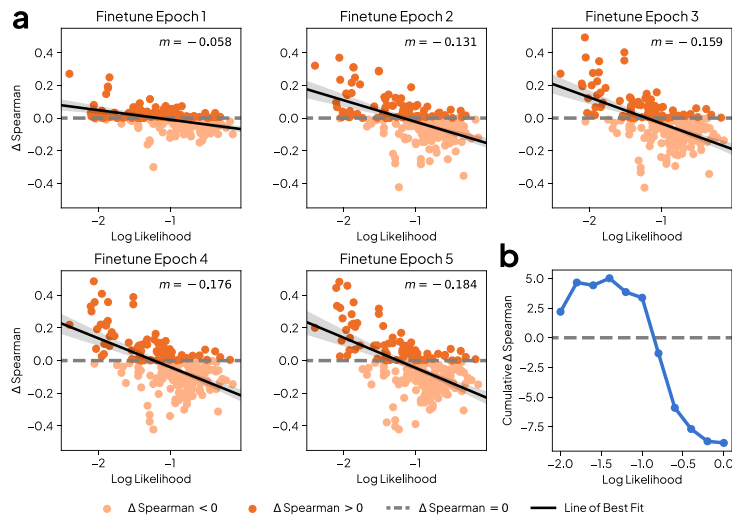 a
Finetune Epoch 1
Finetune Epoch 2
Finetune Epoch 3
m = −0.058
m = −0.131
m = −0.159
Δ Spearman
0.4
0.2
0.0
−0.2
−0.4
0.4
0.2
0.0
−0.2
−0.4
0.4
0.2
0.0
−0.2
−0.4
−2
−1
−2
−1
−2
−1
Log Likelihood
Log Likelihood
Log Likelihood
Finetune Epoch 4
Finetune Epoch 5
b
m = −0.176
m = −0.184
Δ Spearman
0.4
0.2
0.0
−0.2
−0.4
0.4
0.2
0.0
−0.2
−0.4
Cumulative Δ Spearman
5.0
2.5
0.0
−2.5
−5.0
−7.5
−2
−1
−2
−1
−2.0
−1.5
−1.0
−0.5
0.0
Log Likelihood
Log Likelihood
Log Likelihood
Δ Spearman < 0
Δ Spearman > 0
Δ Spearman = 0
Line of Best Fit